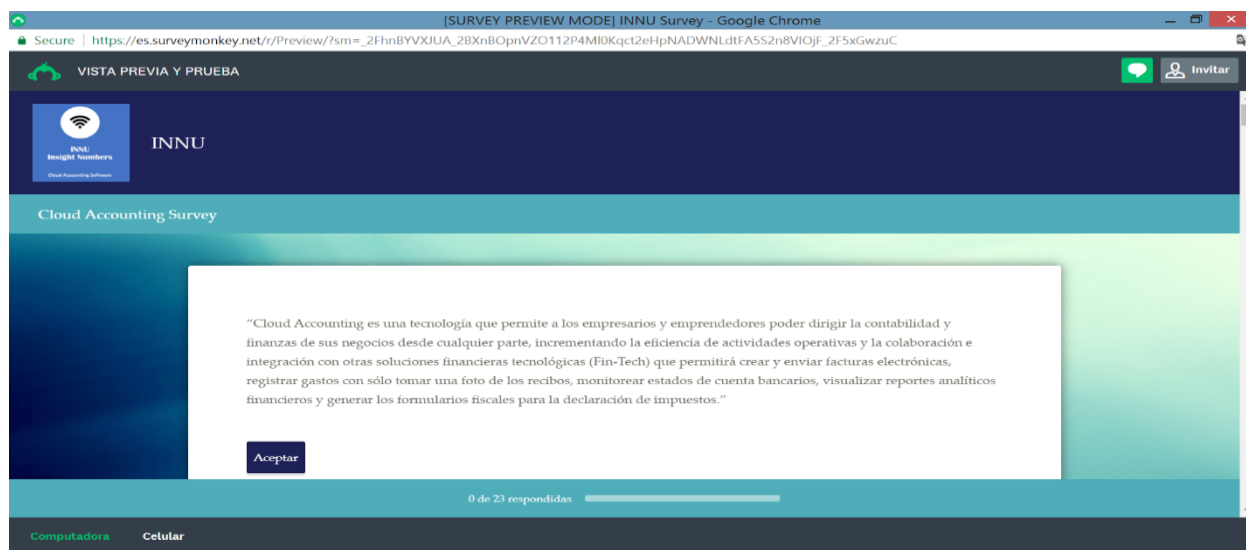 [SURVEY PREVIEW MODE] INNU Survey - Google Chrome
Secure | https://es.surveymonkey.net/r/Preview/?sm=_2FhnBYVXJUA_2BXnBOpnVZO112P4Ml0Kqct2eHpNADWNLdtFA5S2n8VIOjF_2F5xGwzuC
VISTA PREVIA Y PRUEBA
Invitar
INNU
Insight Numbers
Cloud Accounting Software
INNU
Cloud Accounting Survey
“Cloud Accounting es una tecnología que permite a los empresarios y emprendedores poder dirigir la contabilidad y
finanzas de sus negocios desde cualquier parte, incrementando la eficiencia de actividades operativas y la colaboración e
integración con otras soluciones financieras tecnológicas (Fin-Tech) que permitirá crear y enviar facturas electrónicas,
registrar gastos con sólo tomar una foto de los recibos, monitorear estados de cuenta bancarios, visualizar reportes analíticos
financieros y generar los formularios fiscales para la declaración de impuestos.”
Aceptar
0 de 23 respondidas
Computadora Celular